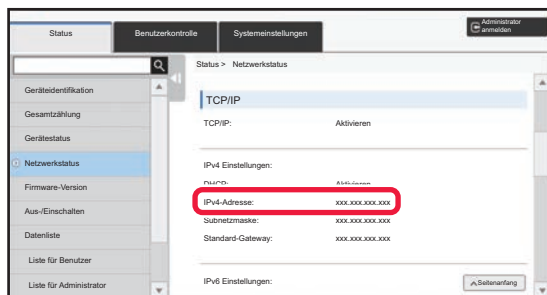 Status
Benutzerkontrolle
Systemeinstellungen
Administrator
anmelden
Status > Netzwerkstatus
Geräteidentifikation
Gesamtzählung
Gerätestatus
Netzwerkstatus
Firmware-Version
Aus-/Einschalten
Datenliste
Liste für Benutzer
Liste für Administrator
TCP/IP
TCP/IP: Aktivieren
IPv4 Einstellungen:
DHCP: Aktivieren
IPv4-Adresse: xxx.xxx.xxx.xxx
Subnetzmaske: xxx.xxx.xxx.xxx
Standard-Gateway: xxx.xxx.xxx.xxx
IPv6 Einstellungen:
Seitenanfang